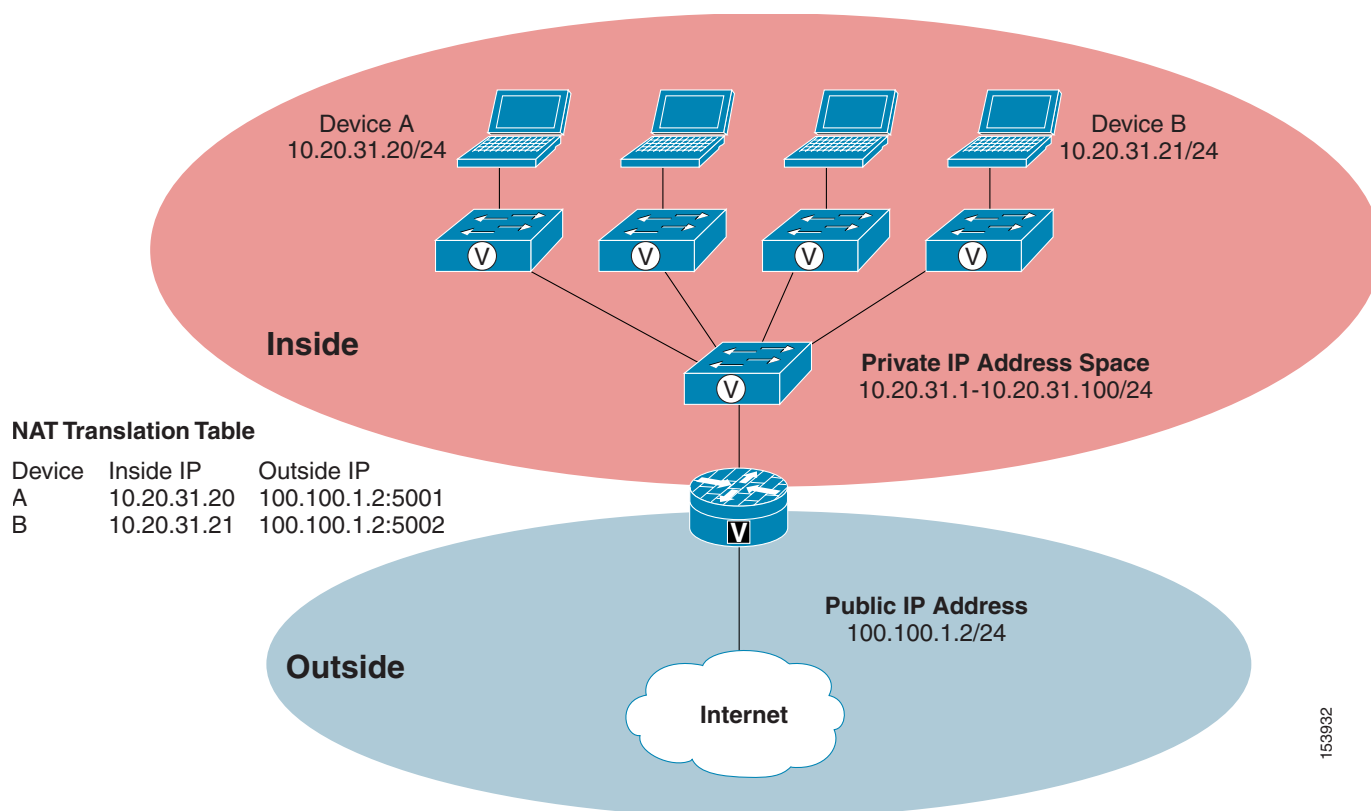 Device A
10.20.31.20/24
Device B
10.20.31.21/24
V
V
V
V
Inside
V
Private IP Address Space
10.20.31.1-10.20.31.100/24
NAT Translation Table
Device Inside IP Outside IP
A 10.20.31.20 100.100.1.2:5001
B 10.20.31.21 100.100.1.2:5002
V
Public IP Address
100.100.1.2/24
Outside
Internet
153932